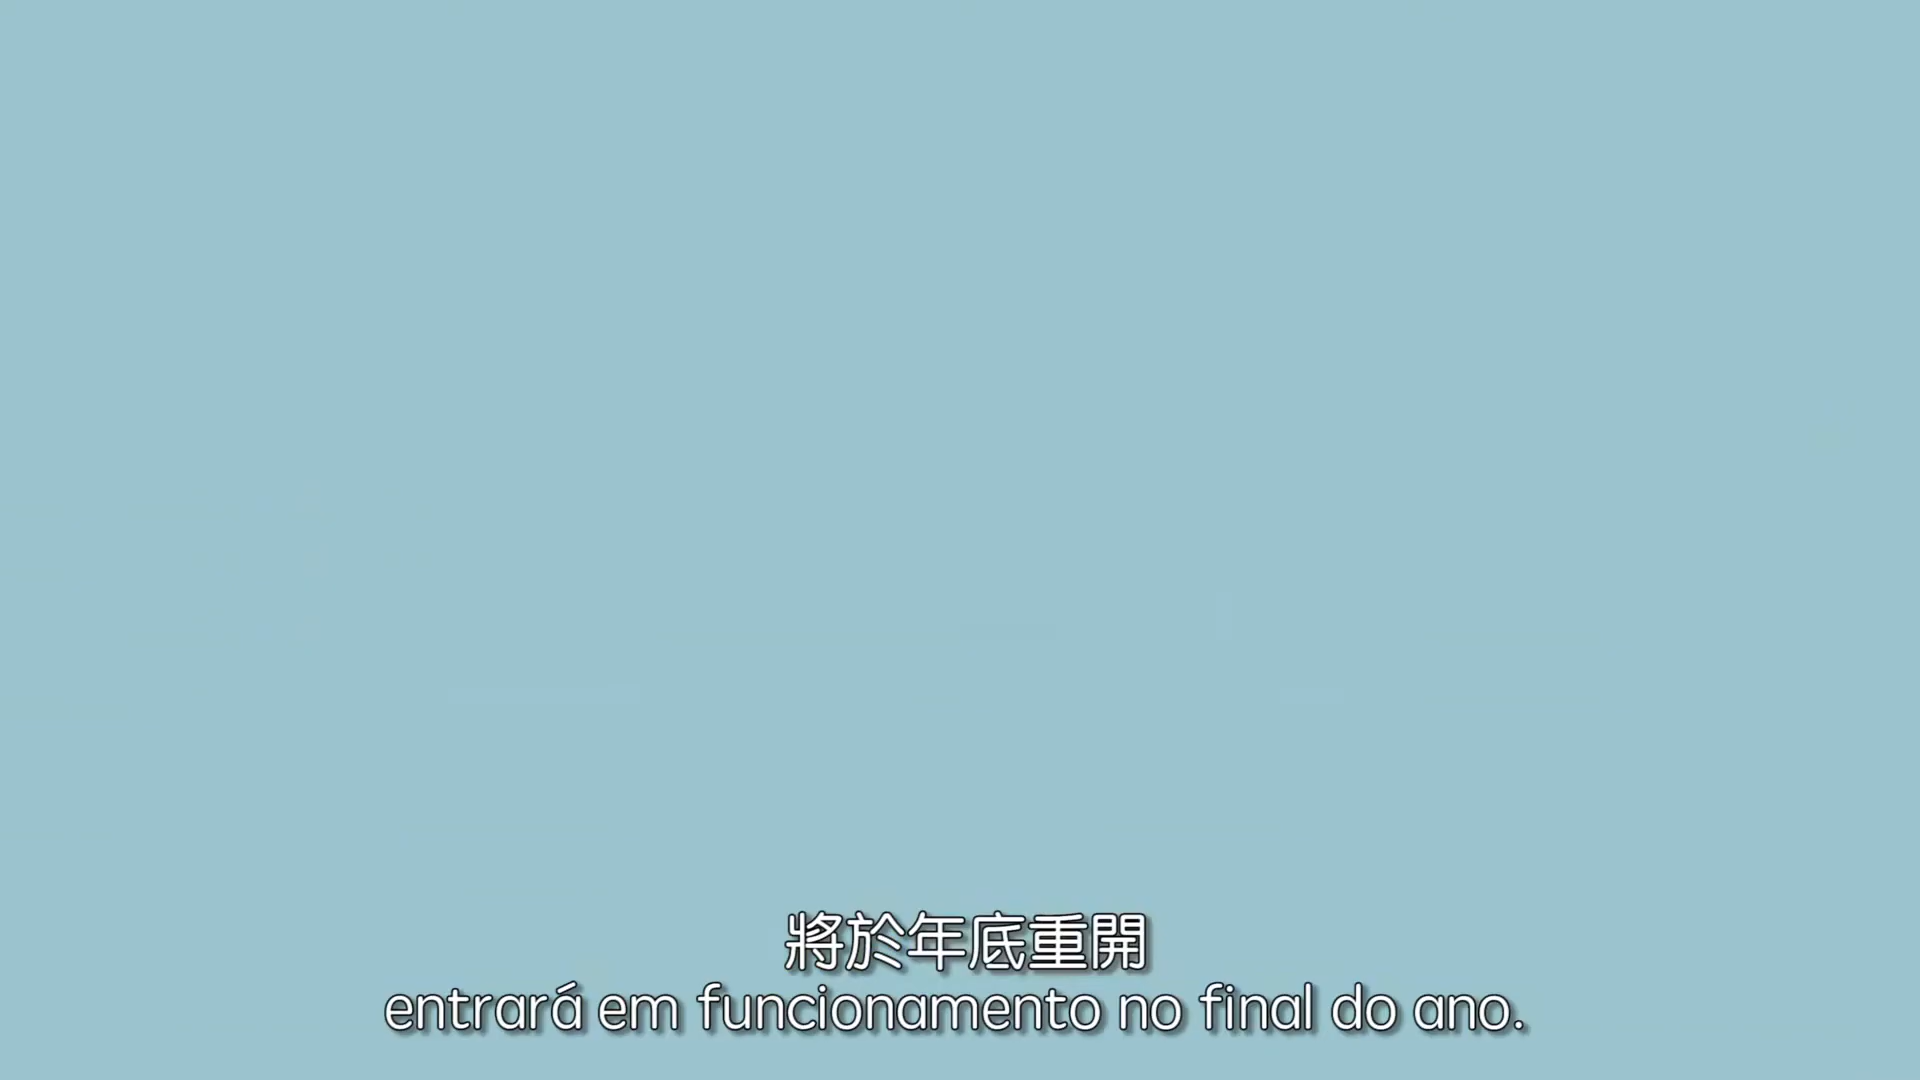 將於年底重開
entrará em funcionamento no final do ano.